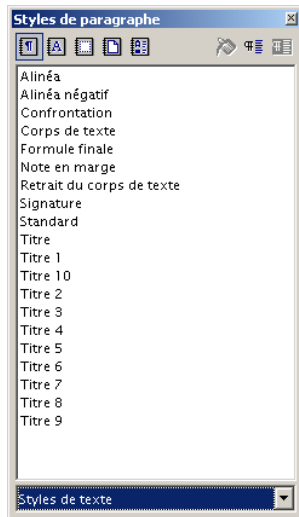 Styles de paragraphe
Alinéa
Alinéa négatif
Confrontation
Corps de texte
Formule finale
Note en marge
Retrait du corps de texte
Signature
Standard
Titre
Titre 1
Titre 10
Titre 2
Titre 3
Titre 4
Titre 5
Titre 6
Titre 7
Titre 8
Titre 9
Styles de texte